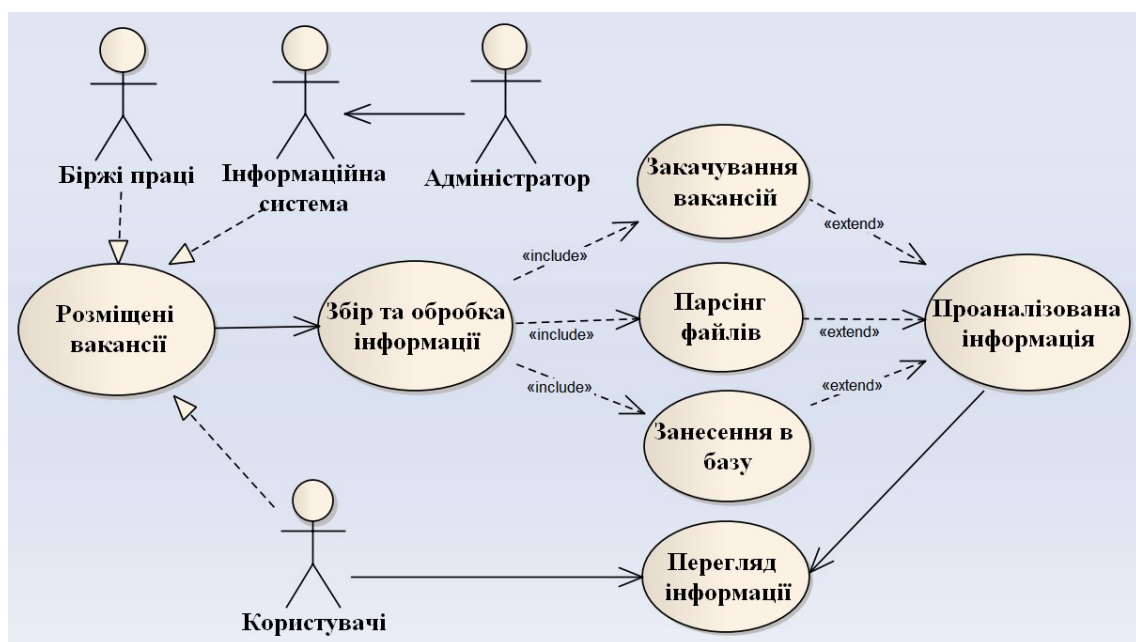 Біржі праці
Інформаційна
система
Адміністратор
Закачування
вакансій
«extend»
«include»
Розміщені
вакансії
Збір та обробка
інформації
«include»
Парсінг
файлів
«extend»
Проаналізована
інформація
«include»
«extend»
Занесення в
базу
Перегляд
інформації
Користувачі